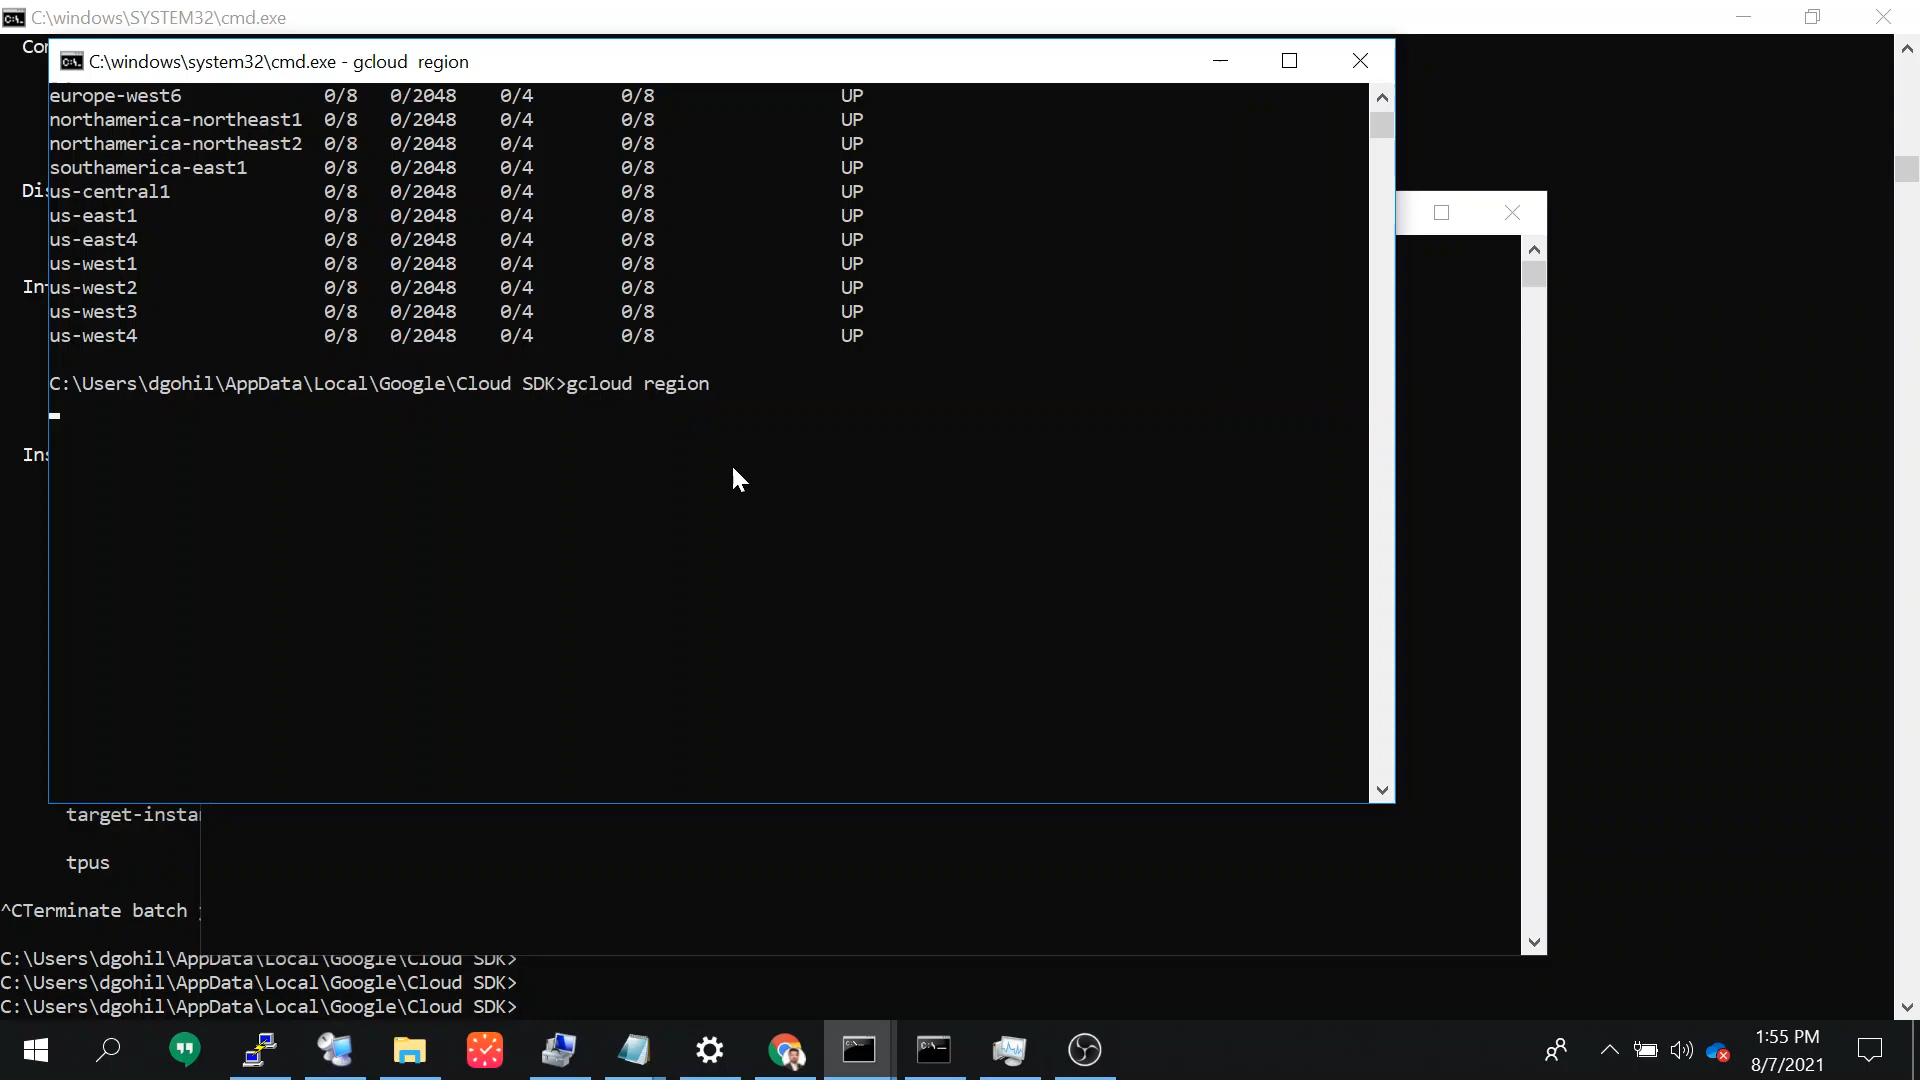 C:\windows\SYSTEM32\cmd.exe
C:\windows\system32\cmd.exe - gcloud  region
europe-west6 0/8 0/2048 0/4 0/8 UP
northamerica-northeast1 0/8 0/2048 0/4 0/8 UP
northamerica-northeast2 0/8 0/2048 0/4 0/8 UP
southamerica-east1 0/8 0/2048 0/4 0/8 UP
us-central1 0/8 0/2048 0/4 0/8 UP
us-east1 0/8 0/2048 0/4 0/8 UP
us-east4 0/8 0/2048 0/4 0/8 UP
us-west1 0/8 0/2048 0/4 0/8 UP
us-west2 0/8 0/2048 0/4 0/8 UP
us-west3 0/8 0/2048 0/4 0/8 UP
us-west4 0/8 0/2048 0/4 0/8 UP
C:\Users\dgohil\AppData\Local\Google\Cloud SDK>gcloud region
tpus
^CTerminate batch
C:\Users\dgohil\AppData\Local\Google\Cloud SDK>
C:\Users\dgohil\AppData\Local\Google\Cloud SDK>
C:\Users\dgohil\AppData\Local\Google\Cloud SDK>
1:55 PM
8/7/2021